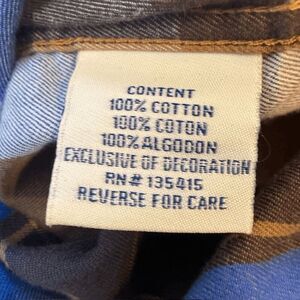 CONTENT
100% COTTON
100% COTON
100% ALGODON
EXCLUSIVE OF DECORATION
RN# 135415
REVERSE FOR CARE